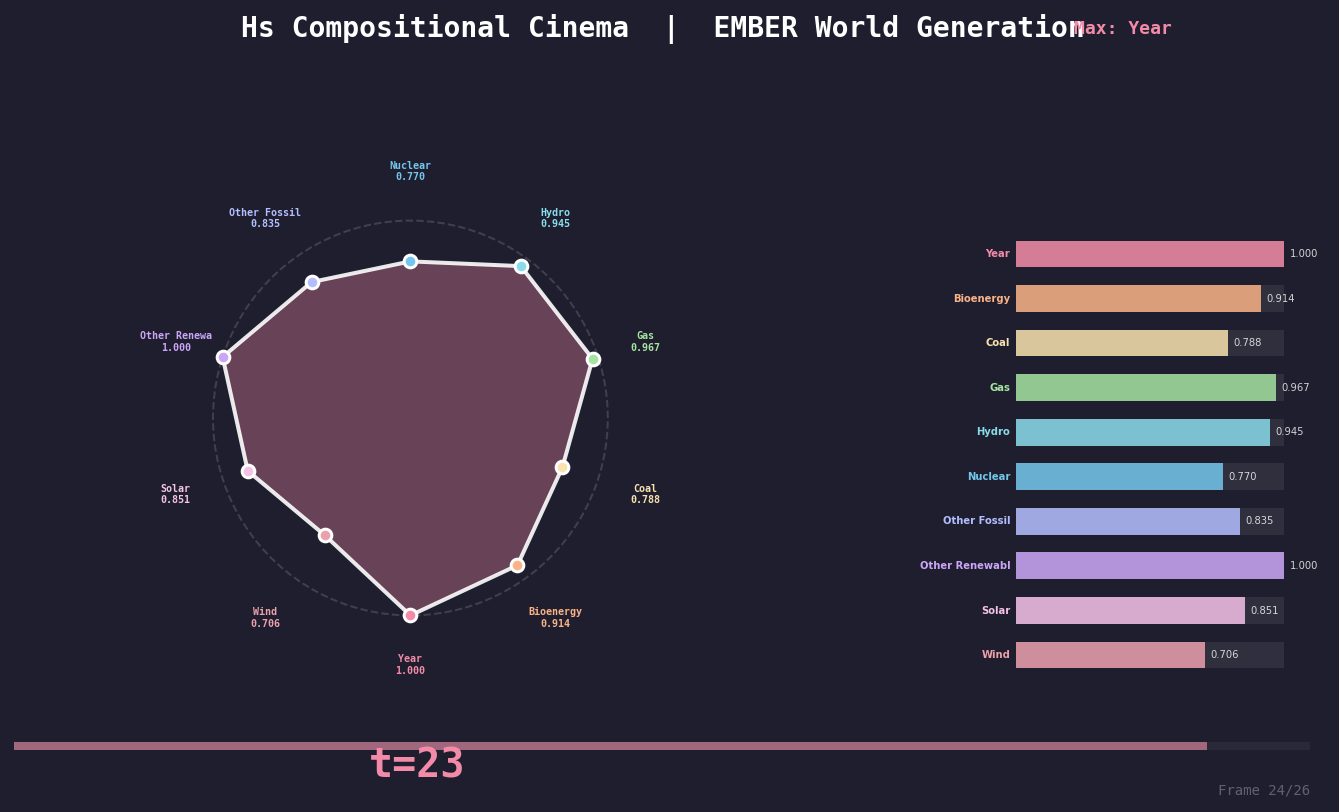 Hs Compositional Cinema | EMBER World Generation
Max: Year
Nuclear
0.770
Other Fossil
0.835
Hydro
0.945
Other Renewa
1.000
Gas
0.967
Solar
0.851
Coal
0.788
Wind
0.706
Bioenergy
0.914
Year
1.000
Year 1.000
Bioenergy 0.914
Coal 0.788
Gas 0.967
Hydro 0.945
Nuclear 0.770
Other Fossil 0.835
Other Renewabl 1.000
Solar 0.851
Wind 0.706
t=23
Frame 24/26